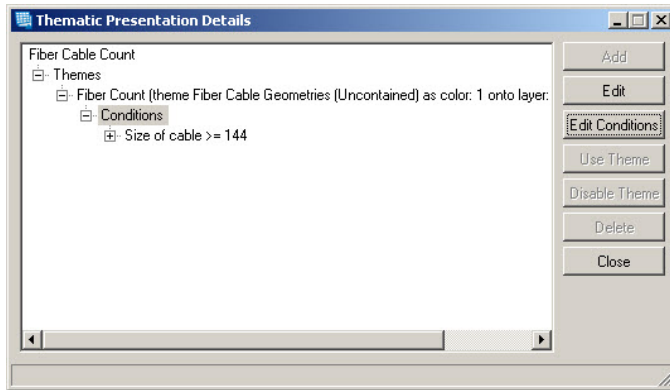 Thematic Presentation Details
Fiber Cable Count
Themes
Fiber Count (theme Fiber Cable Geometries (Uncontained) as color: 1 onto layer:
Conditions
Size of cable >= 144
Add
Edit
Edit Conditions
Use Theme
Disable Theme
Delete
Close